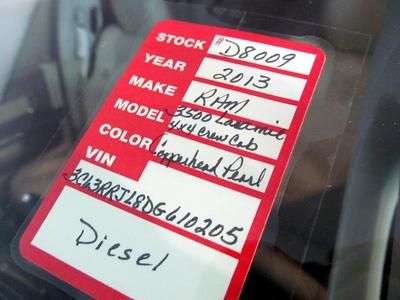 STOCK #D8009
YEAR 2013
MAKE RAM
MODEL 3500 Laramie
4x4 Crew Cab
COLOR Copperhead Pearl
VIN
3C63RRJL8DG610205
Diesel